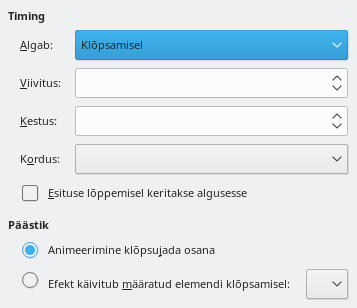 Timing
Algab:
Klõpsamisel
Viivitus:
Kestus:
Kordus:
Esituse lõppemisel keritakse algusesse
Päästik
Animeerimine klõpsujada osana
Efekt käivitub määratud elemendi klõpsamisel: